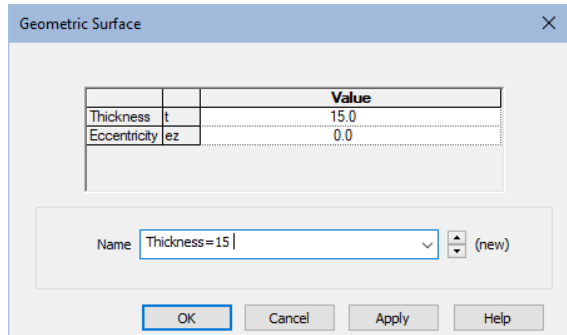 Geometric Surface
Value
Thickness t 15.0
Eccentricity ez 0.0
Name Thickness=15 (new)
OK Cancel Apply Help